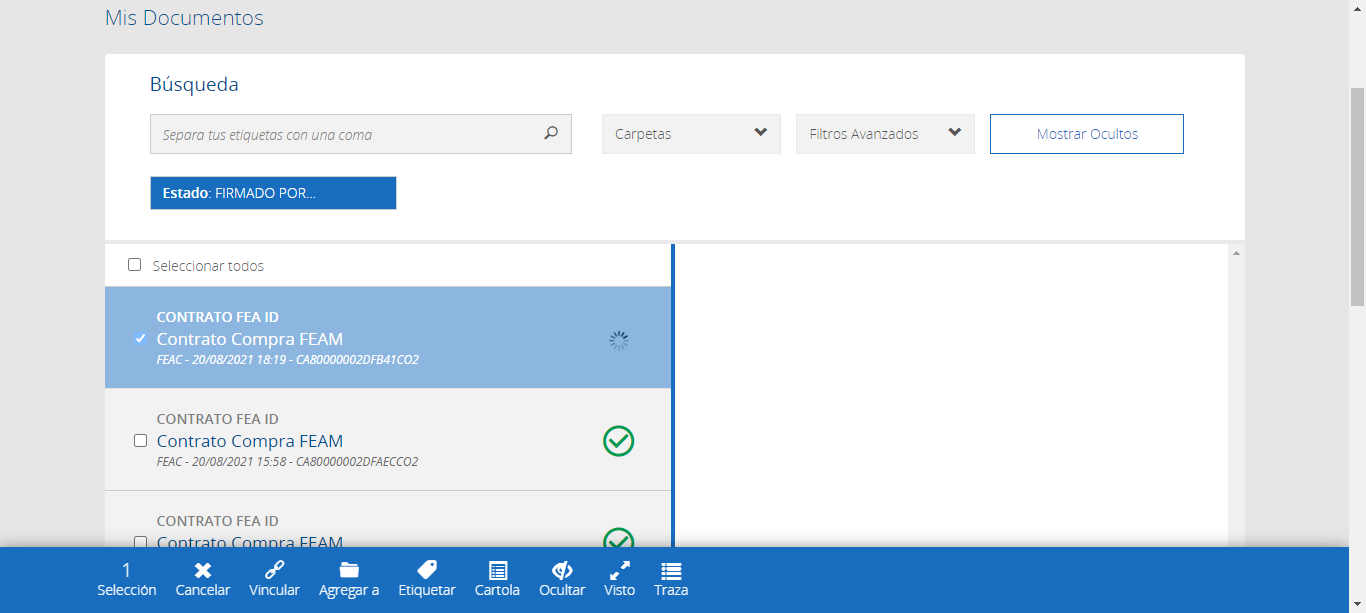 Mis Documentos
Búsqueda
Separa tus etiquetas con una coma
Carpetas
Filtros Avanzados
Mostrar Ocultos
Estado: FIRMADO POR...
Seleccionar todos
CONTRATO FEA ID
Contrato Compra FEAM
FEAC - 20/08/2021 18:19 - CA80000002DFB41CO2
CONTRATO FEA ID
Contrato Compra FEAM
FEAC - 20/08/2021 15:58 - CA80000002DFAECCO2
CONTRATO FEA ID
Contrato Compra FEAM
1
Selección
Cancelar
Vincular
Agregar a
Etiquetar
Cartola
Ocultar
Visto
Traza